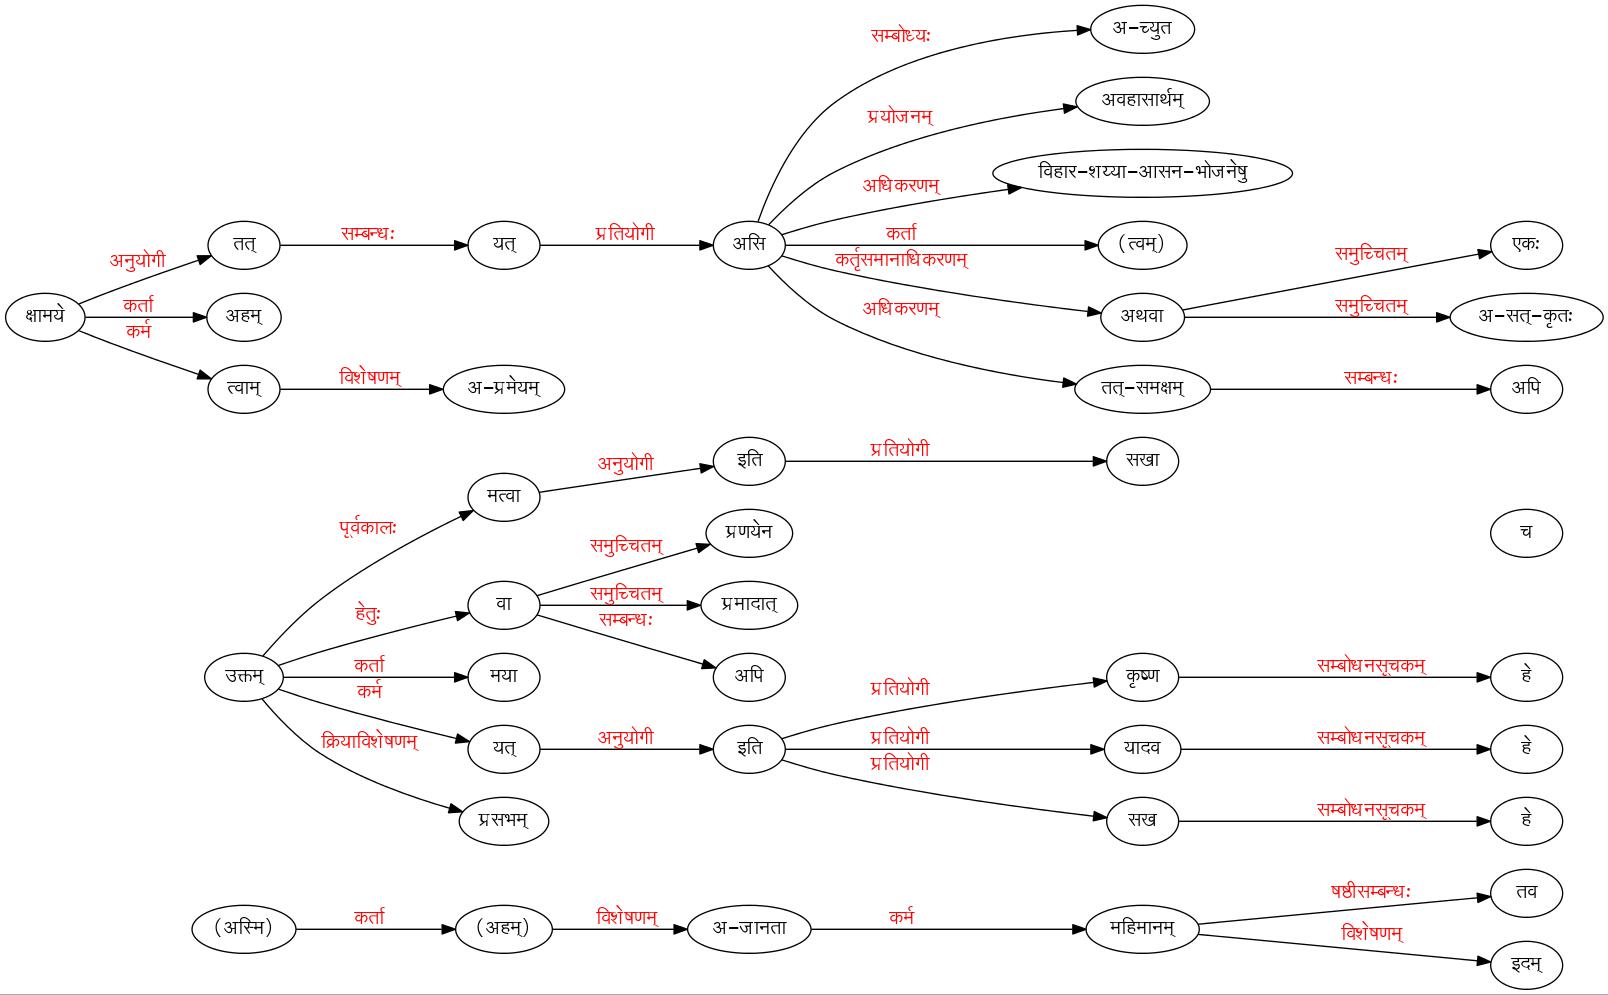 सम्बोध्यः अ-च्युत
प्रयोजनम् अवहासार्थम्
अधिकरणम् विहार-शय्या-आसन-भोजनेषु
अनुयोगी तत् सम्बन्धः यत् प्रतियोगी असि कर्ता (त्वम्) समुच्चितम् एकः
कर्तृसमानाधिकरणम्
क्षामये कर्ता अहम् अधिकरणम् अथवा समुच्चितम् अ-सत्-कृतः
कर्म त्वाम् विशेषणम् अ-प्रमेयम् तत्-समक्षम् सम्बन्धः अपि
अनुयोगी इति प्रतियोगी सखा
पूर्वकालः मत्वा
समुच्चितम् प्रणयेन च
हेतुः वा समुच्चितम् प्रमादात्
सम्बन्धः
उक्तम् कर्ता मया अपि प्रतियोगी कृष्ण सम्बोधनसूचकम् हे
कर्म
क्रियाविशेषणम् यत् अनुयोगी इति प्रतियोगी यादव सम्बोधनसूचकम् हे
प्रतियोगी
प्रसभम् सख सम्बोधनसूचकम् हे
षष्ठीसम्बन्धः तव
(अस्मि) कर्ता (अहम्) विशेषणम् अ-जानता कर्म महिमानम्
विशेषणम् इदम्